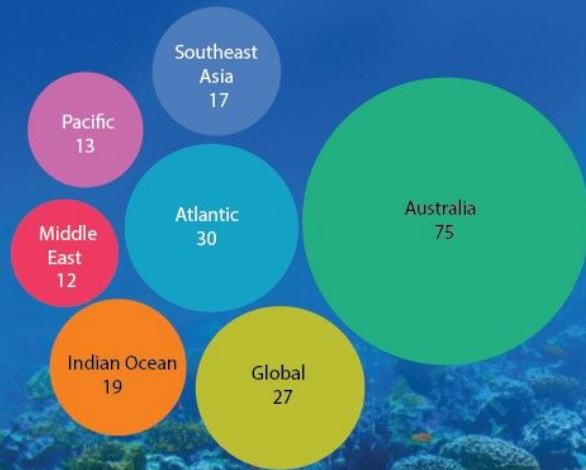 Southeast
Asia
17
Pacific
13
Atlantic
30
Australia
75
Middle
East
12
Indian Ocean
19
Global
27